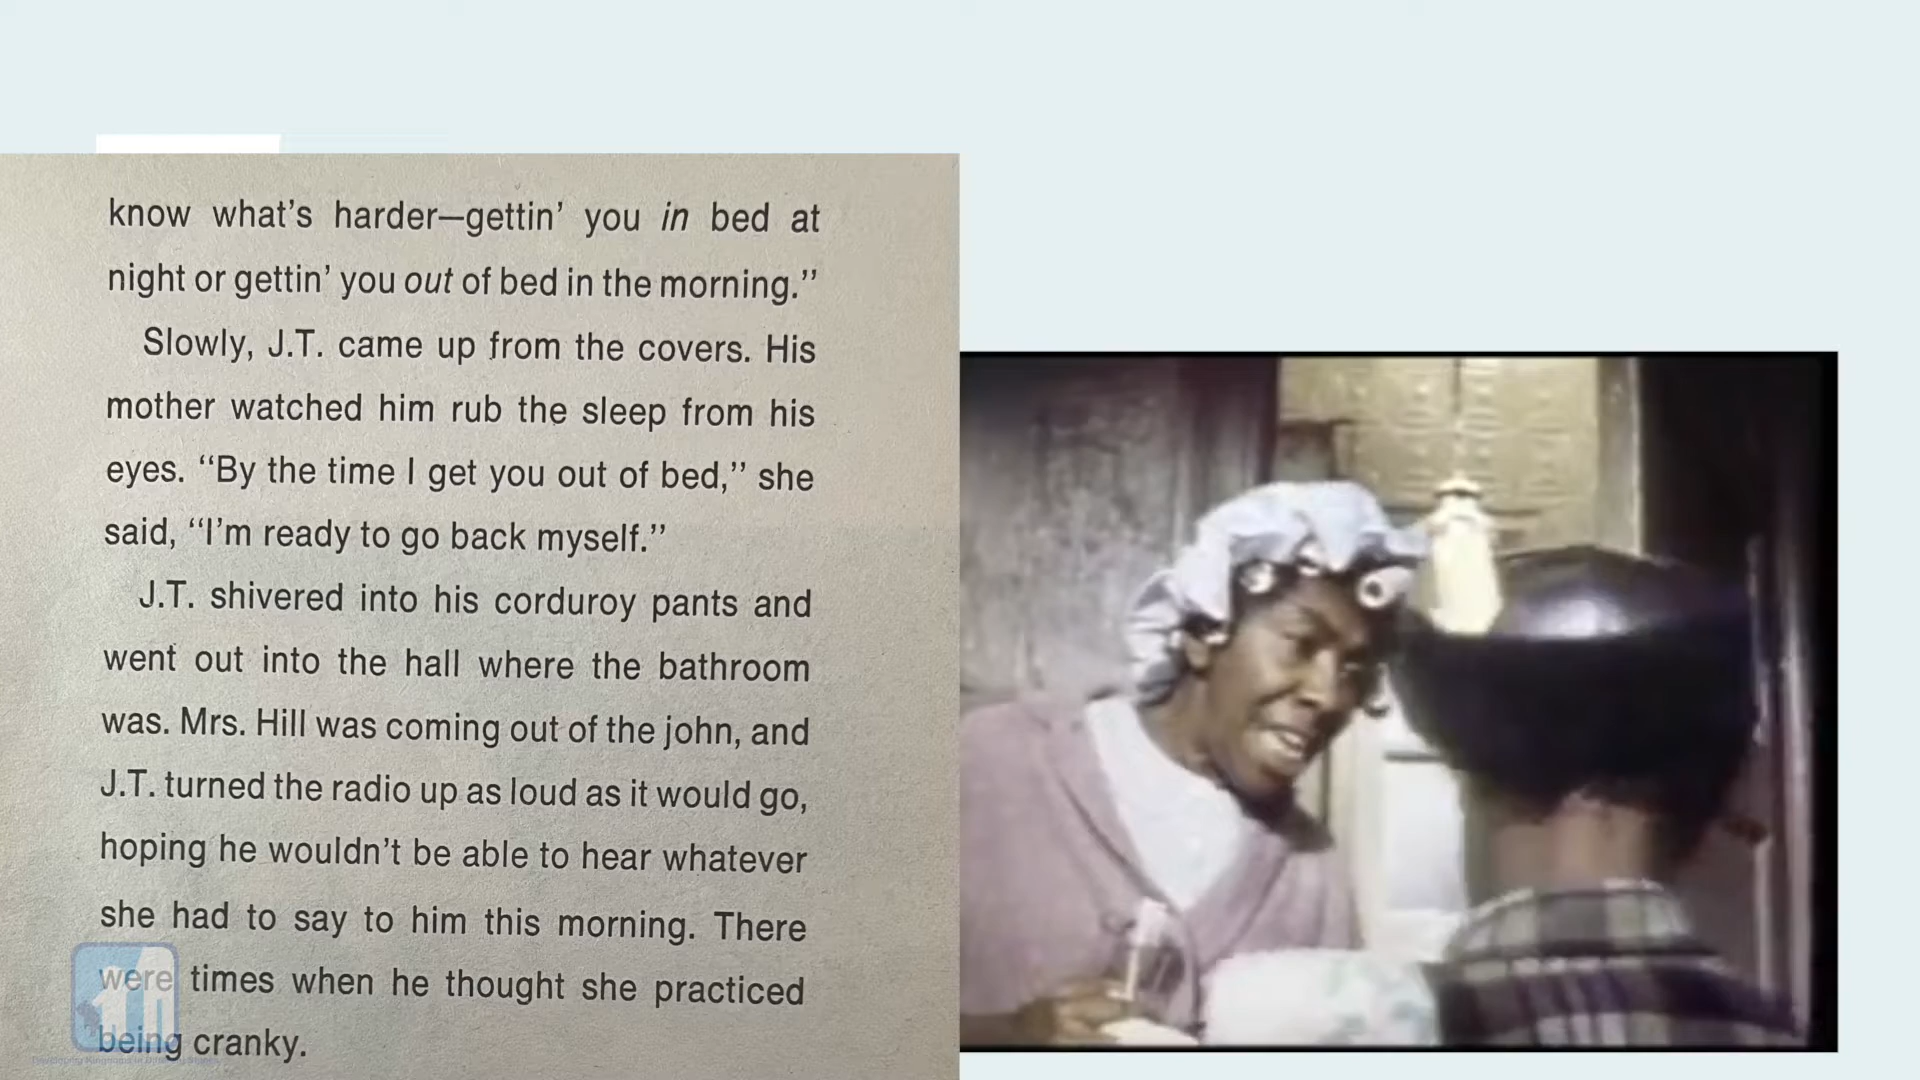 know what's harder—gettin' you in bed at
night or gettin' you out of bed in the morning."
Slowly, J.T. came up from the covers. His
mother watched him rub the sleep from his
eyes. "By the time I get you out of bed," she
said, "I'm ready to go back myself."
J.T. shivered into his corduroy pants and
went out into the hall where the bathroom
was. Mrs. Hill was coming out of the john, and
J.T. turned the radio up as loud as it would go,
hoping he wouldn't be able to hear whatever
she had to say to him this morning. There
were times when he thought she practiced
being cranky.